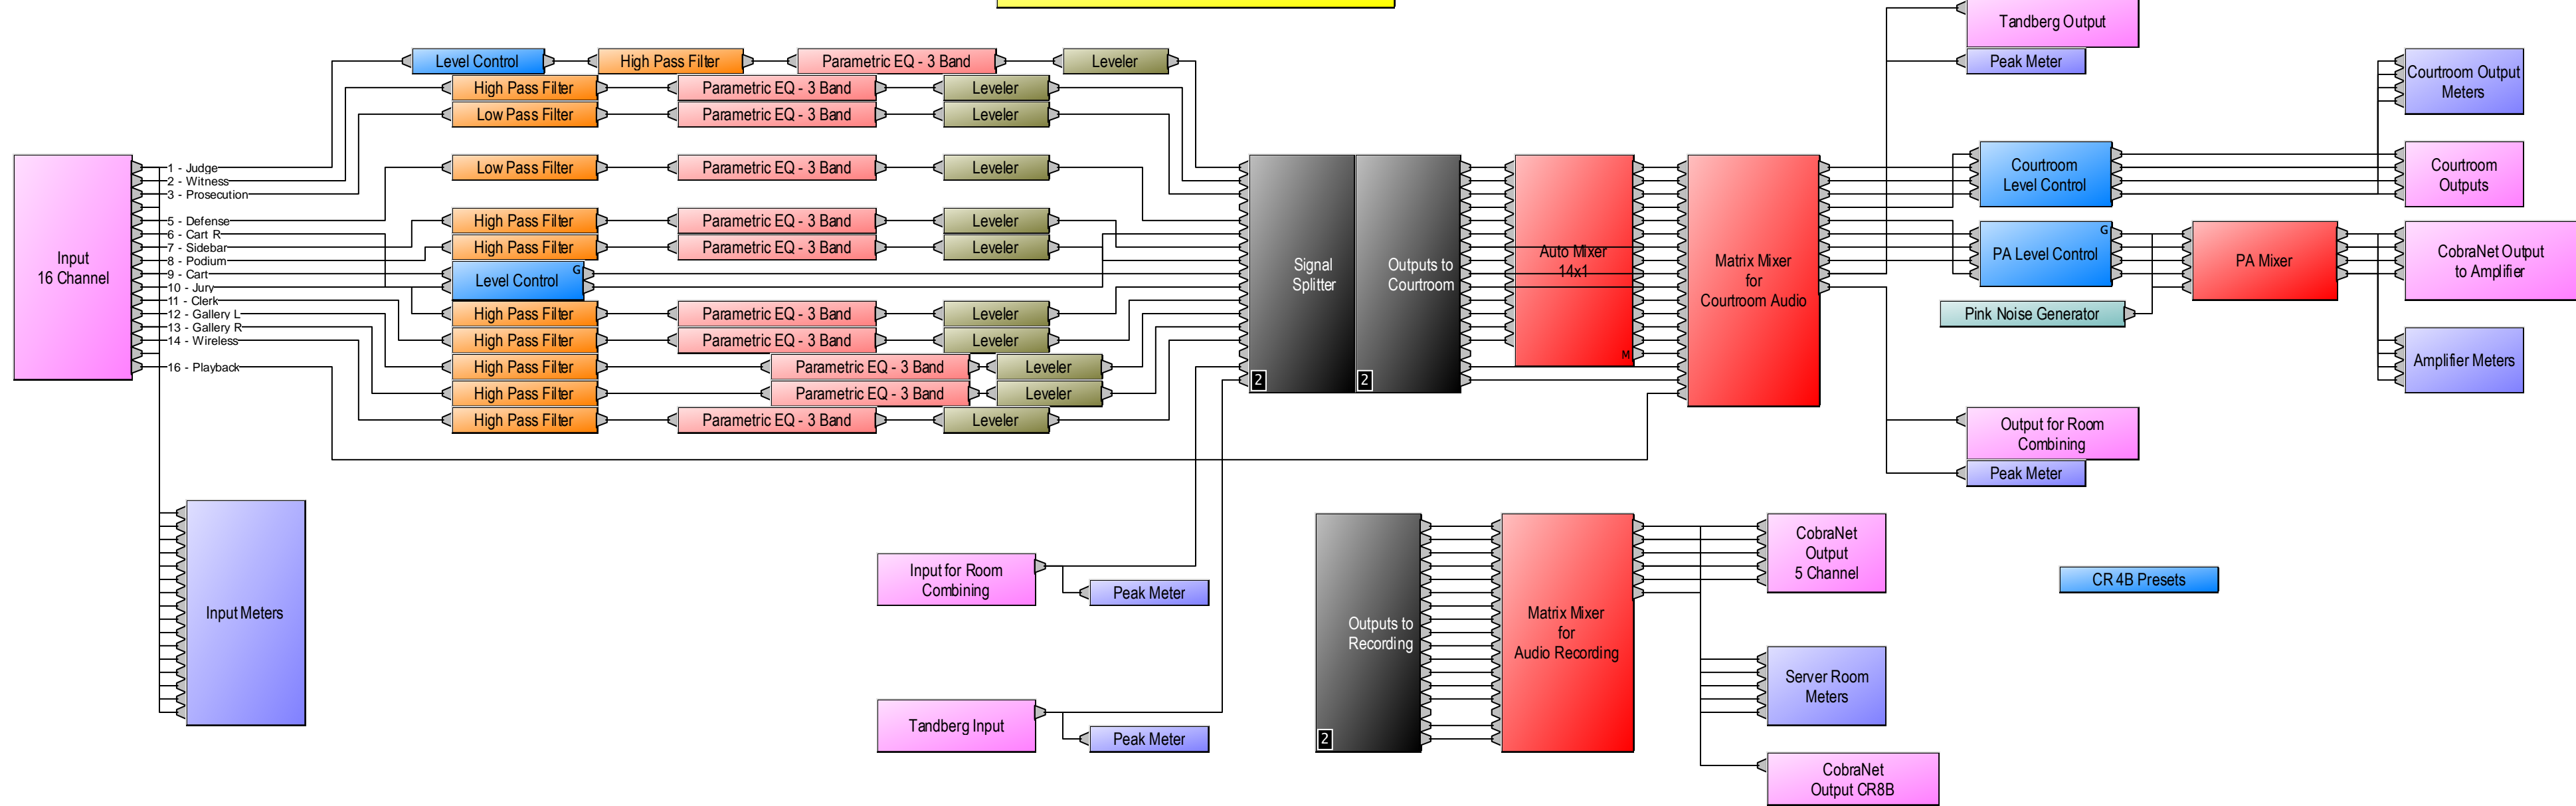 Tandberg Output
Peak Meter
Level Control
High Pass Filter
Parametric EQ - 3 Band
Leveler
High Pass Filter
Parametric EQ - 3 Band
Leveler
Low Pass Filter
Parametric EQ - 3 Band
Leveler
Courtroom Output
Meters
Input
16 Channel
1 - Judge
2 - Witness
3 - Prosecution
5 - Defense
6 - Cart R
7 - Sidebar
8 - Podium
9 - Cart
10 - Jury
11 - Clerk
12 - Gallery L
13 - Gallery R
14 - Wireless
16 - Playback
Low Pass Filter
Parametric EQ - 3 Band
Leveler
High Pass Filter
Parametric EQ - 3 Band
Leveler
High Pass Filter
Parametric EQ - 3 Band
Leveler
Level Control
G
High Pass Filter
Parametric EQ - 3 Band
Leveler
High Pass Filter
Parametric EQ - 3 Band
Leveler
High Pass Filter
Parametric EQ - 3 Band
Leveler
High Pass Filter
Parametric EQ - 3 Band
Leveler
High Pass Filter
Parametric EQ - 3 Band
Leveler
Signal
Splitter
2
Outputs to
Courtroom
2
Auto Mixer
14x1
M
Matrix Mixer
for
Courtroom Audio
Courtroom
Level Control
Courtroom
Outputs
PA Level Control
G
PA Mixer
CobraNet Output
to Amplifier
Pink Noise Generator
Amplifier Meters
Output for Room
Combining
Peak Meter
Input Meters
Input for Room
Combining
Peak Meter
Tandberg Input
Peak Meter
Outputs to
Recording
2
Matrix Mixer
for
Audio Recording
CobraNet
Output
5 Channel
Server Room
Meters
CobraNet
Output CR8B
CR 4B Presets